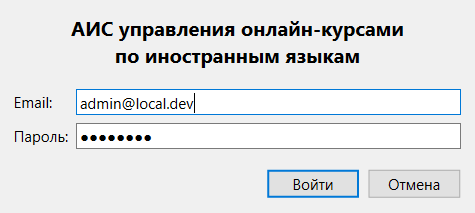 АИС управления онлайн-курсами
по иностранным языкам
Email: admin@local.dev
Пароль: ●●●●●●●●
Войти Отмена